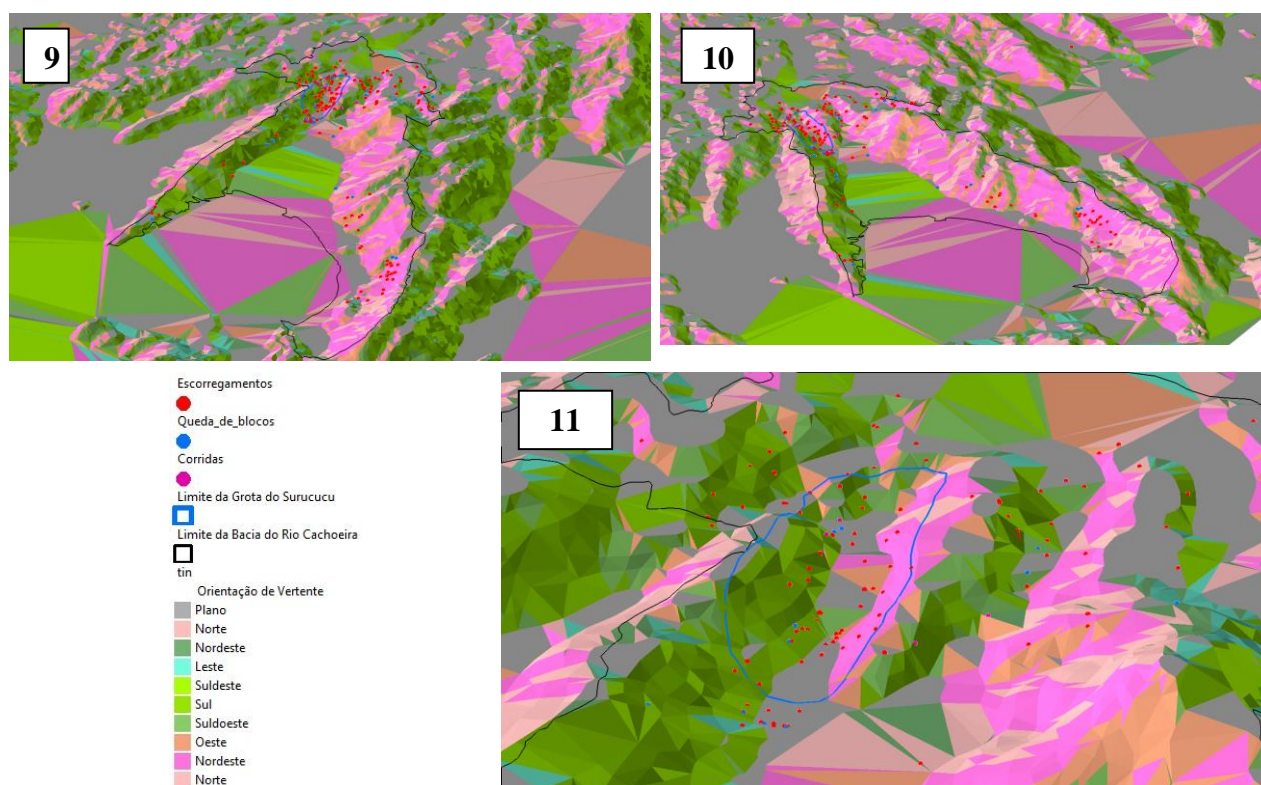 9
10
Escorregamentos
Queda_de_blocos
Corridas
Limite da Grota do Surucucu
Limite da Bacia do Rio Cachoeira
tin
Orientação de Vertente
Plano
Norte
Nordeste
Leste
Suldeste
Sul
Suldoeste
Oeste
Nordeste
Norte
11